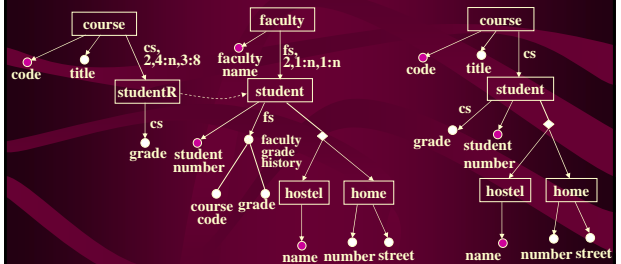 course
code
title
cs,
2,4:n,3:8
studentR
cs
grade
faculty
faculty
name
fs,
2,1:n,1:n
student
fs
student
number
faculty
grade
history
course
code
grade
hostel
home
name
number
street
course
code
title
cs
student
cs
grade
student
number
hostel
home
name
number
street